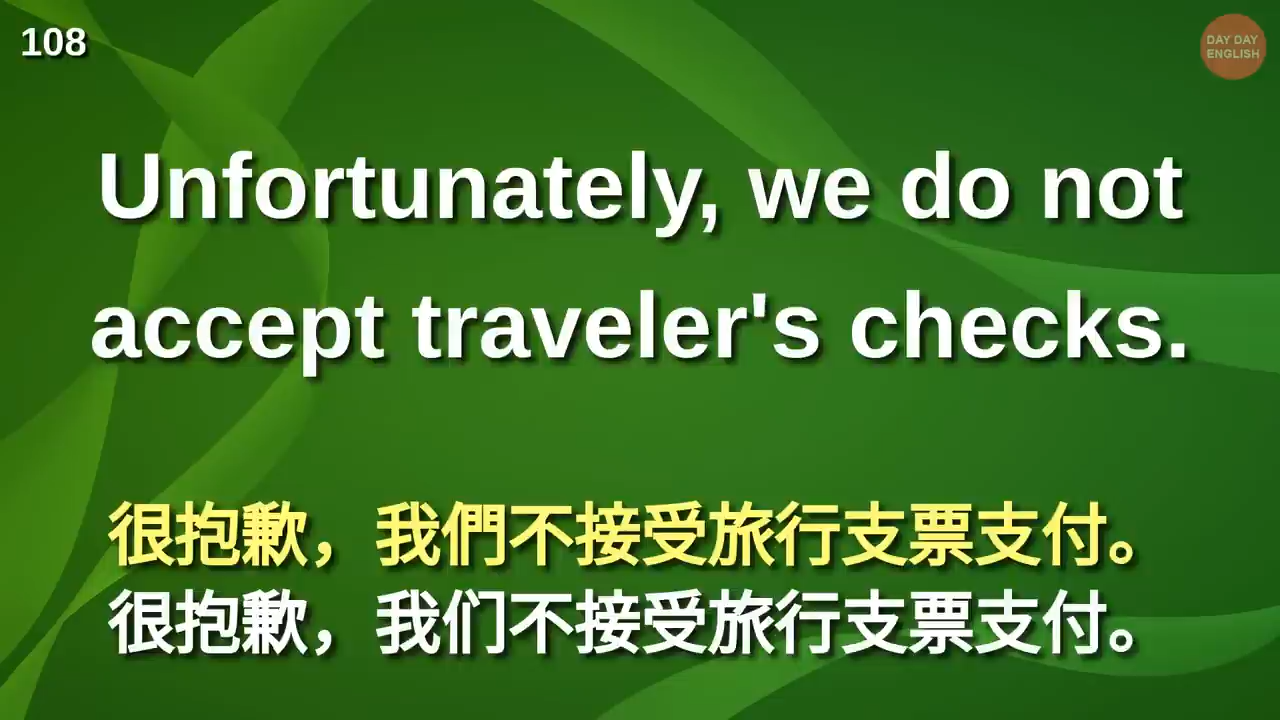 108
DAY DAY
ENGLISH
Unfortunately, we do not
accept traveler's checks.
很抱歉，我們不接受旅行支票支付。
很抱歉，我们不接受旅行支票支付。